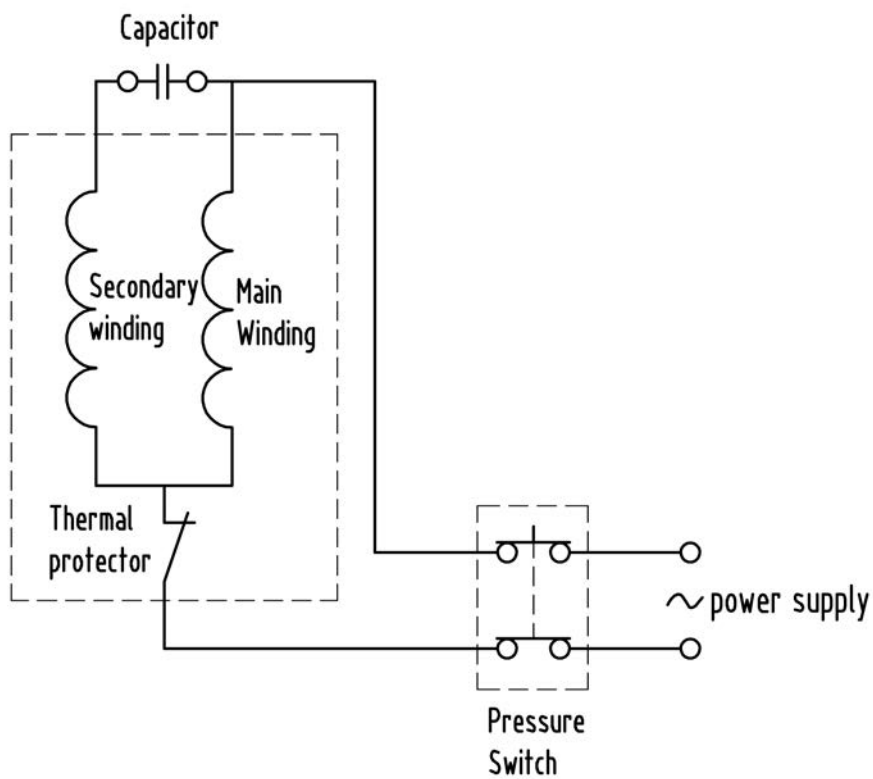 Capacitor
Secondary
winding
Main
Winding
Thermal
protector
power supply
Pressure
Switch